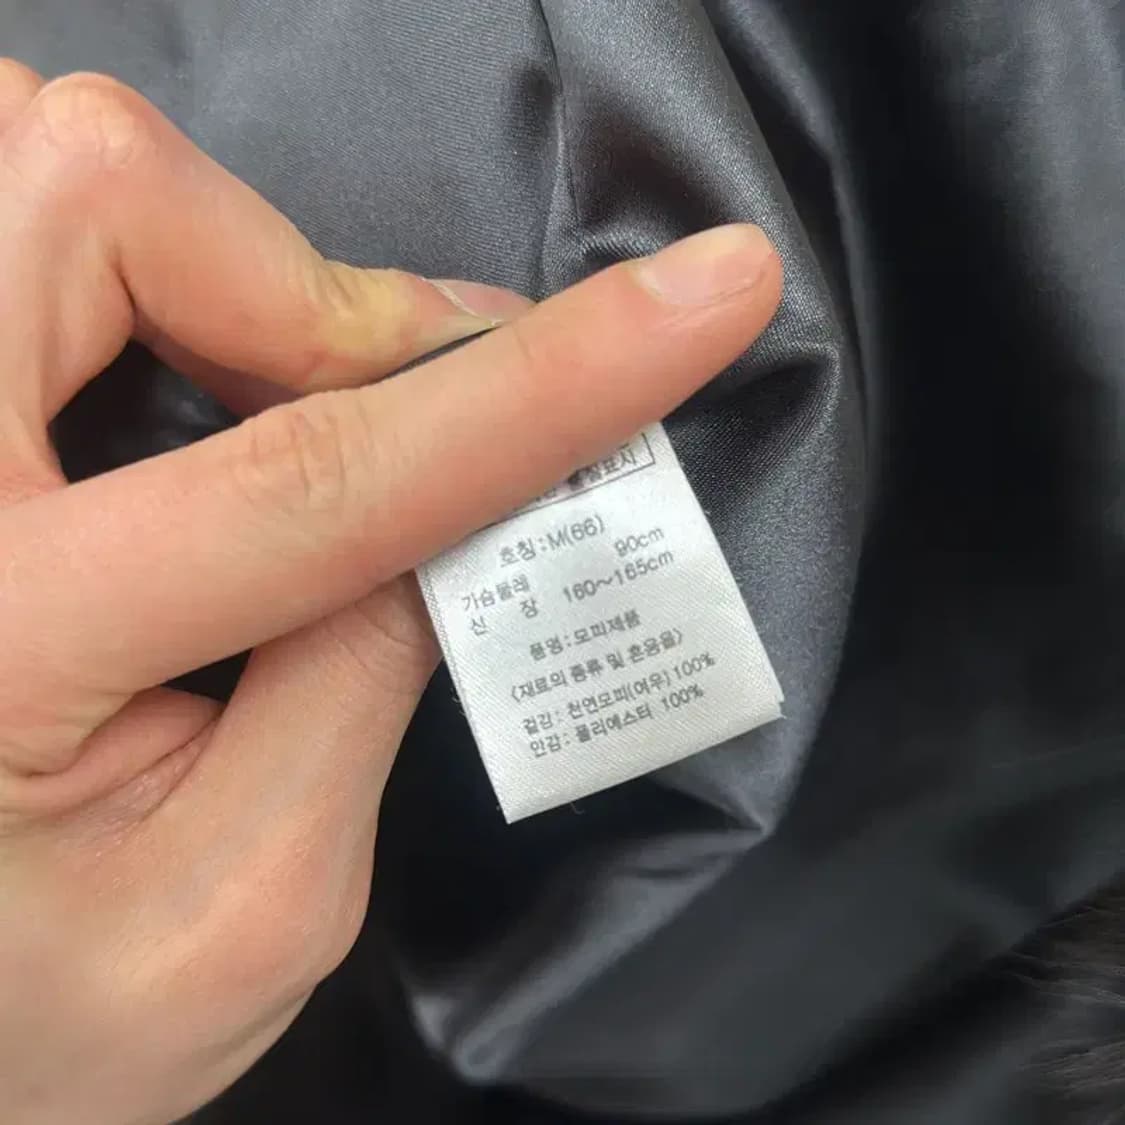 호칭:M(66)
가슴둘레 90cm
신 장 160~165cm
품명:모피제품
(재료의 종류 및 혼용율)
겉감: 천연모피(여우)100%
안감: 폴리에스터 100%